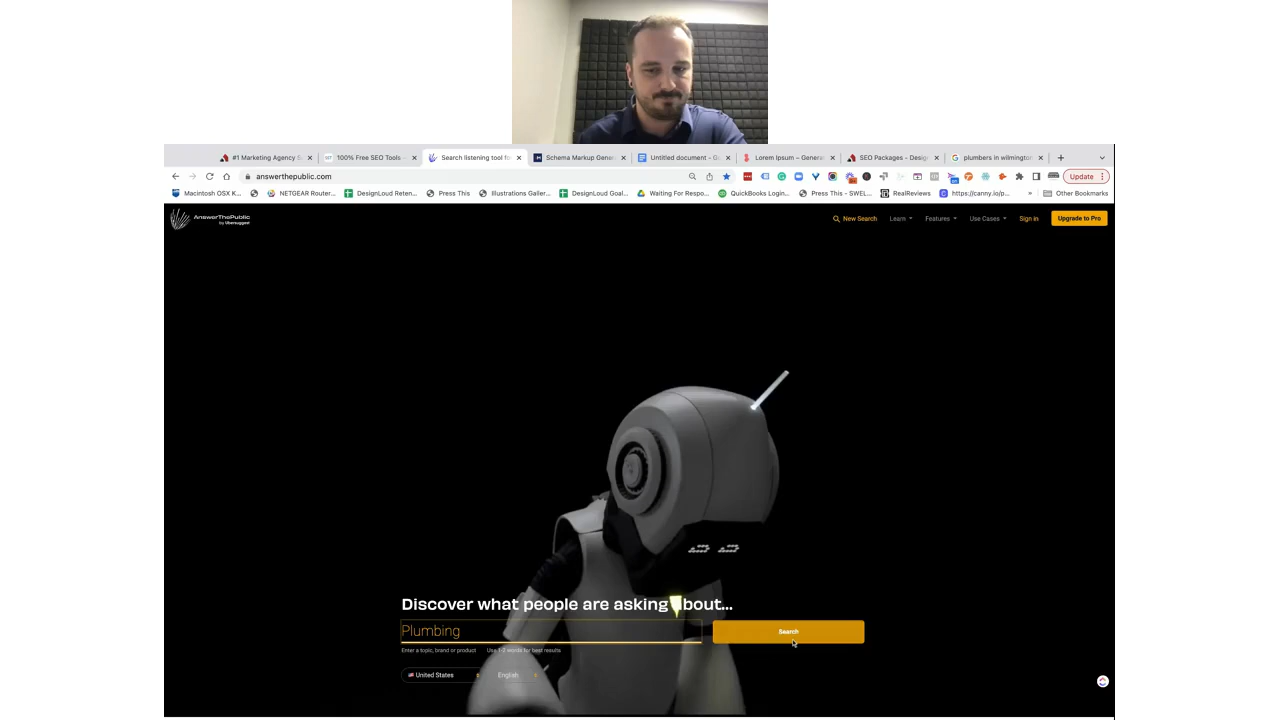 #1 Marketing Agency S
100% Free SEO Tools -
Search listening tool fo
Schema Markup Gener
Untitled document - Go
Lorem Ipsum – Generat
SEO Packages - Design
plumbers in wilmington
answerthepublic.com
Update
Macintosh OSX K...
NETGEAR Router...
DesignLoud Reten...
Press This
Illustrations Galler...
DesignLoud Goal...
Waiting For Respo...
QuickBooks Login...
Press This - SWEL...
RealReviews
https://canny.io/p...
»
Other Bookmarks
AnswerThePublic
by Ubersuggest
New Search
Learn
Features
Use Cases
Sign in
Upgrade to Pro
Discover what people are asking about...
Plumbing
Search
Enter a topic, brand or product
Use 1-2 words for best results
United States
English